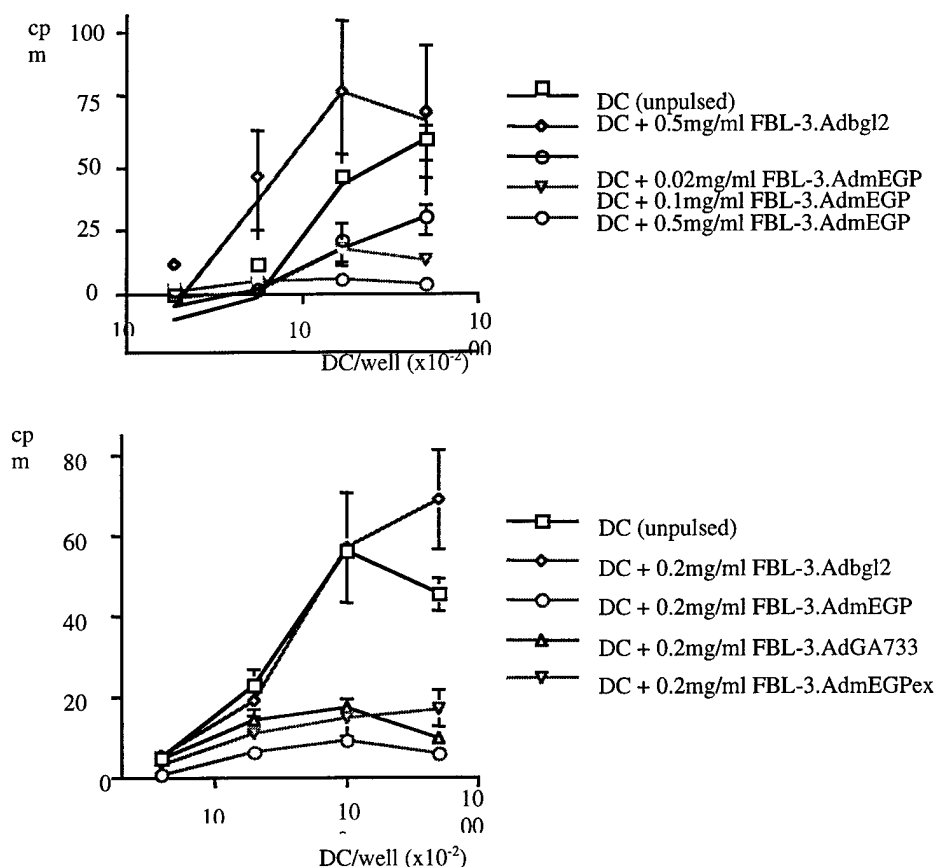 cp
m
100
75
50
25
0
10
10
10
00
DC/well (x10-2)
DC (unpulsed)
DC + 0.5mg/ml FBL-3.Adbgl2
DC + 0.02mg/ml FBL-3.AdmEGP
DC + 0.1mg/ml FBL-3.AdmEGP
DC + 0.5mg/ml FBL-3.AdmEGP
cp
m
80
60
40
20
0
10
10
10
00
DC/well (x10-2)
DC (unpulsed)
DC + 0.2mg/ml FBL-3.Adbgl2
DC + 0.2mg/ml FBL-3.AdmEGP
DC + 0.2mg/ml FBL-3.AdGA733
DC + 0.2mg/ml FBL-3.AdmEGPex